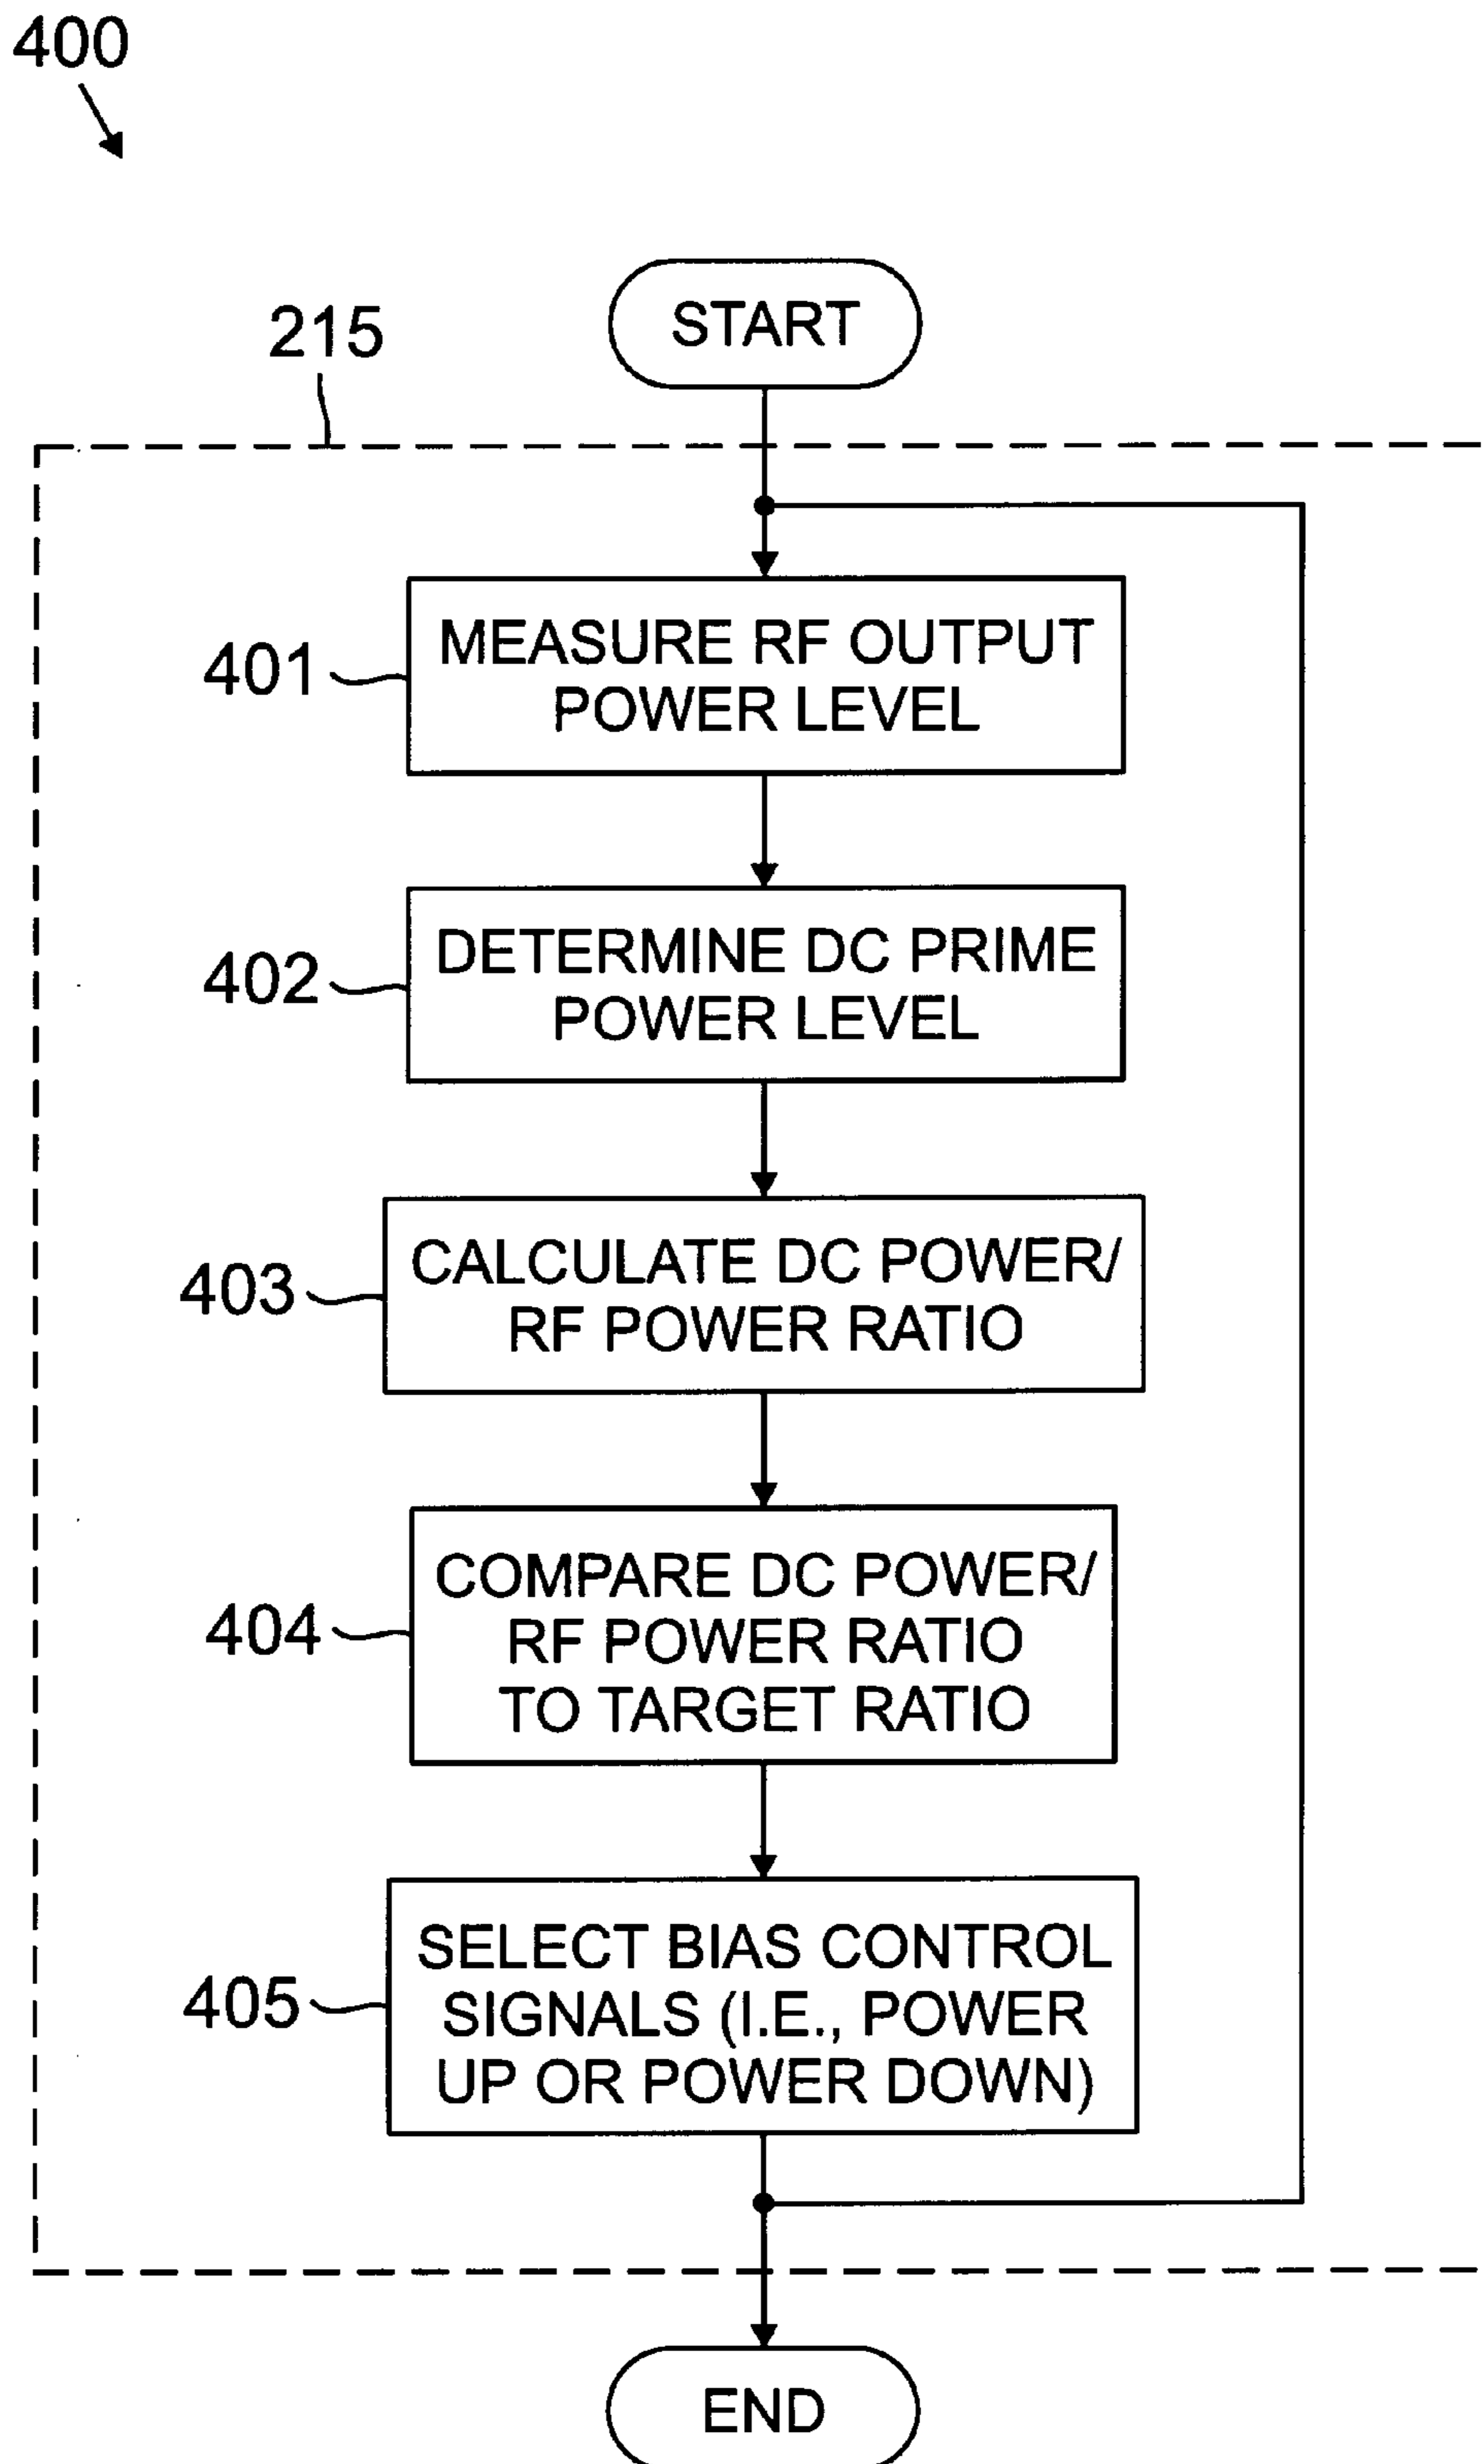 400
START
215
MEASURE RF OUTPUT
POWER LEVEL
401
DETERMINE DC PRIME
POWER LEVEL
402
CALCULATE DC POWER/
RF POWER RATIO
403
COMPARE DC POWER/
RF POWER RATIO
TO TARGET RATIO
404
SELECT BIAS CONTROL
SIGNALS (I.E., POWER
UP OR POWER DOWN)
405
END